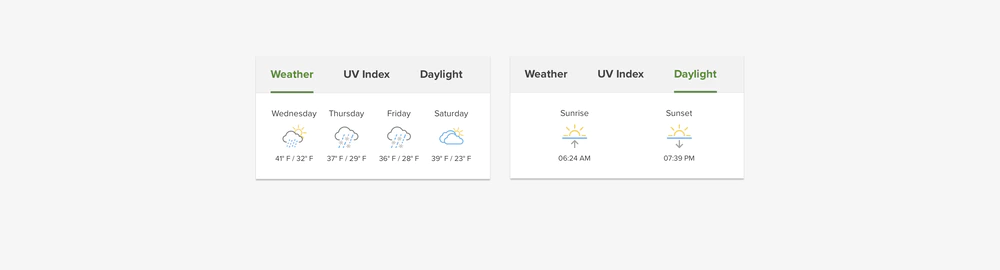 Weather UV Index Daylight
Wednesday Thursday Friday Saturday
41° F / 32° F 37° F / 29° F 36° F / 28° F 39° F / 23° F
Weather UV Index Daylight
Sunrise Sunset
06:24 AM 07:39 PM